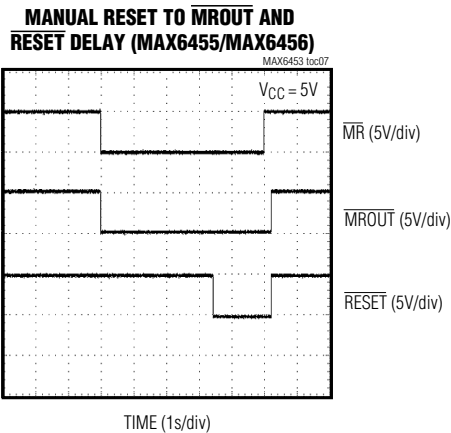 MANUAL RESET TO MROUT AND
RESET DELAY (MAX6455/MAX6456)
MAX6453 toc07
VCC = 5V
MR (5V/div)
MROUT (5V/div)
RESET (5V/div)
TIME (1s/div)